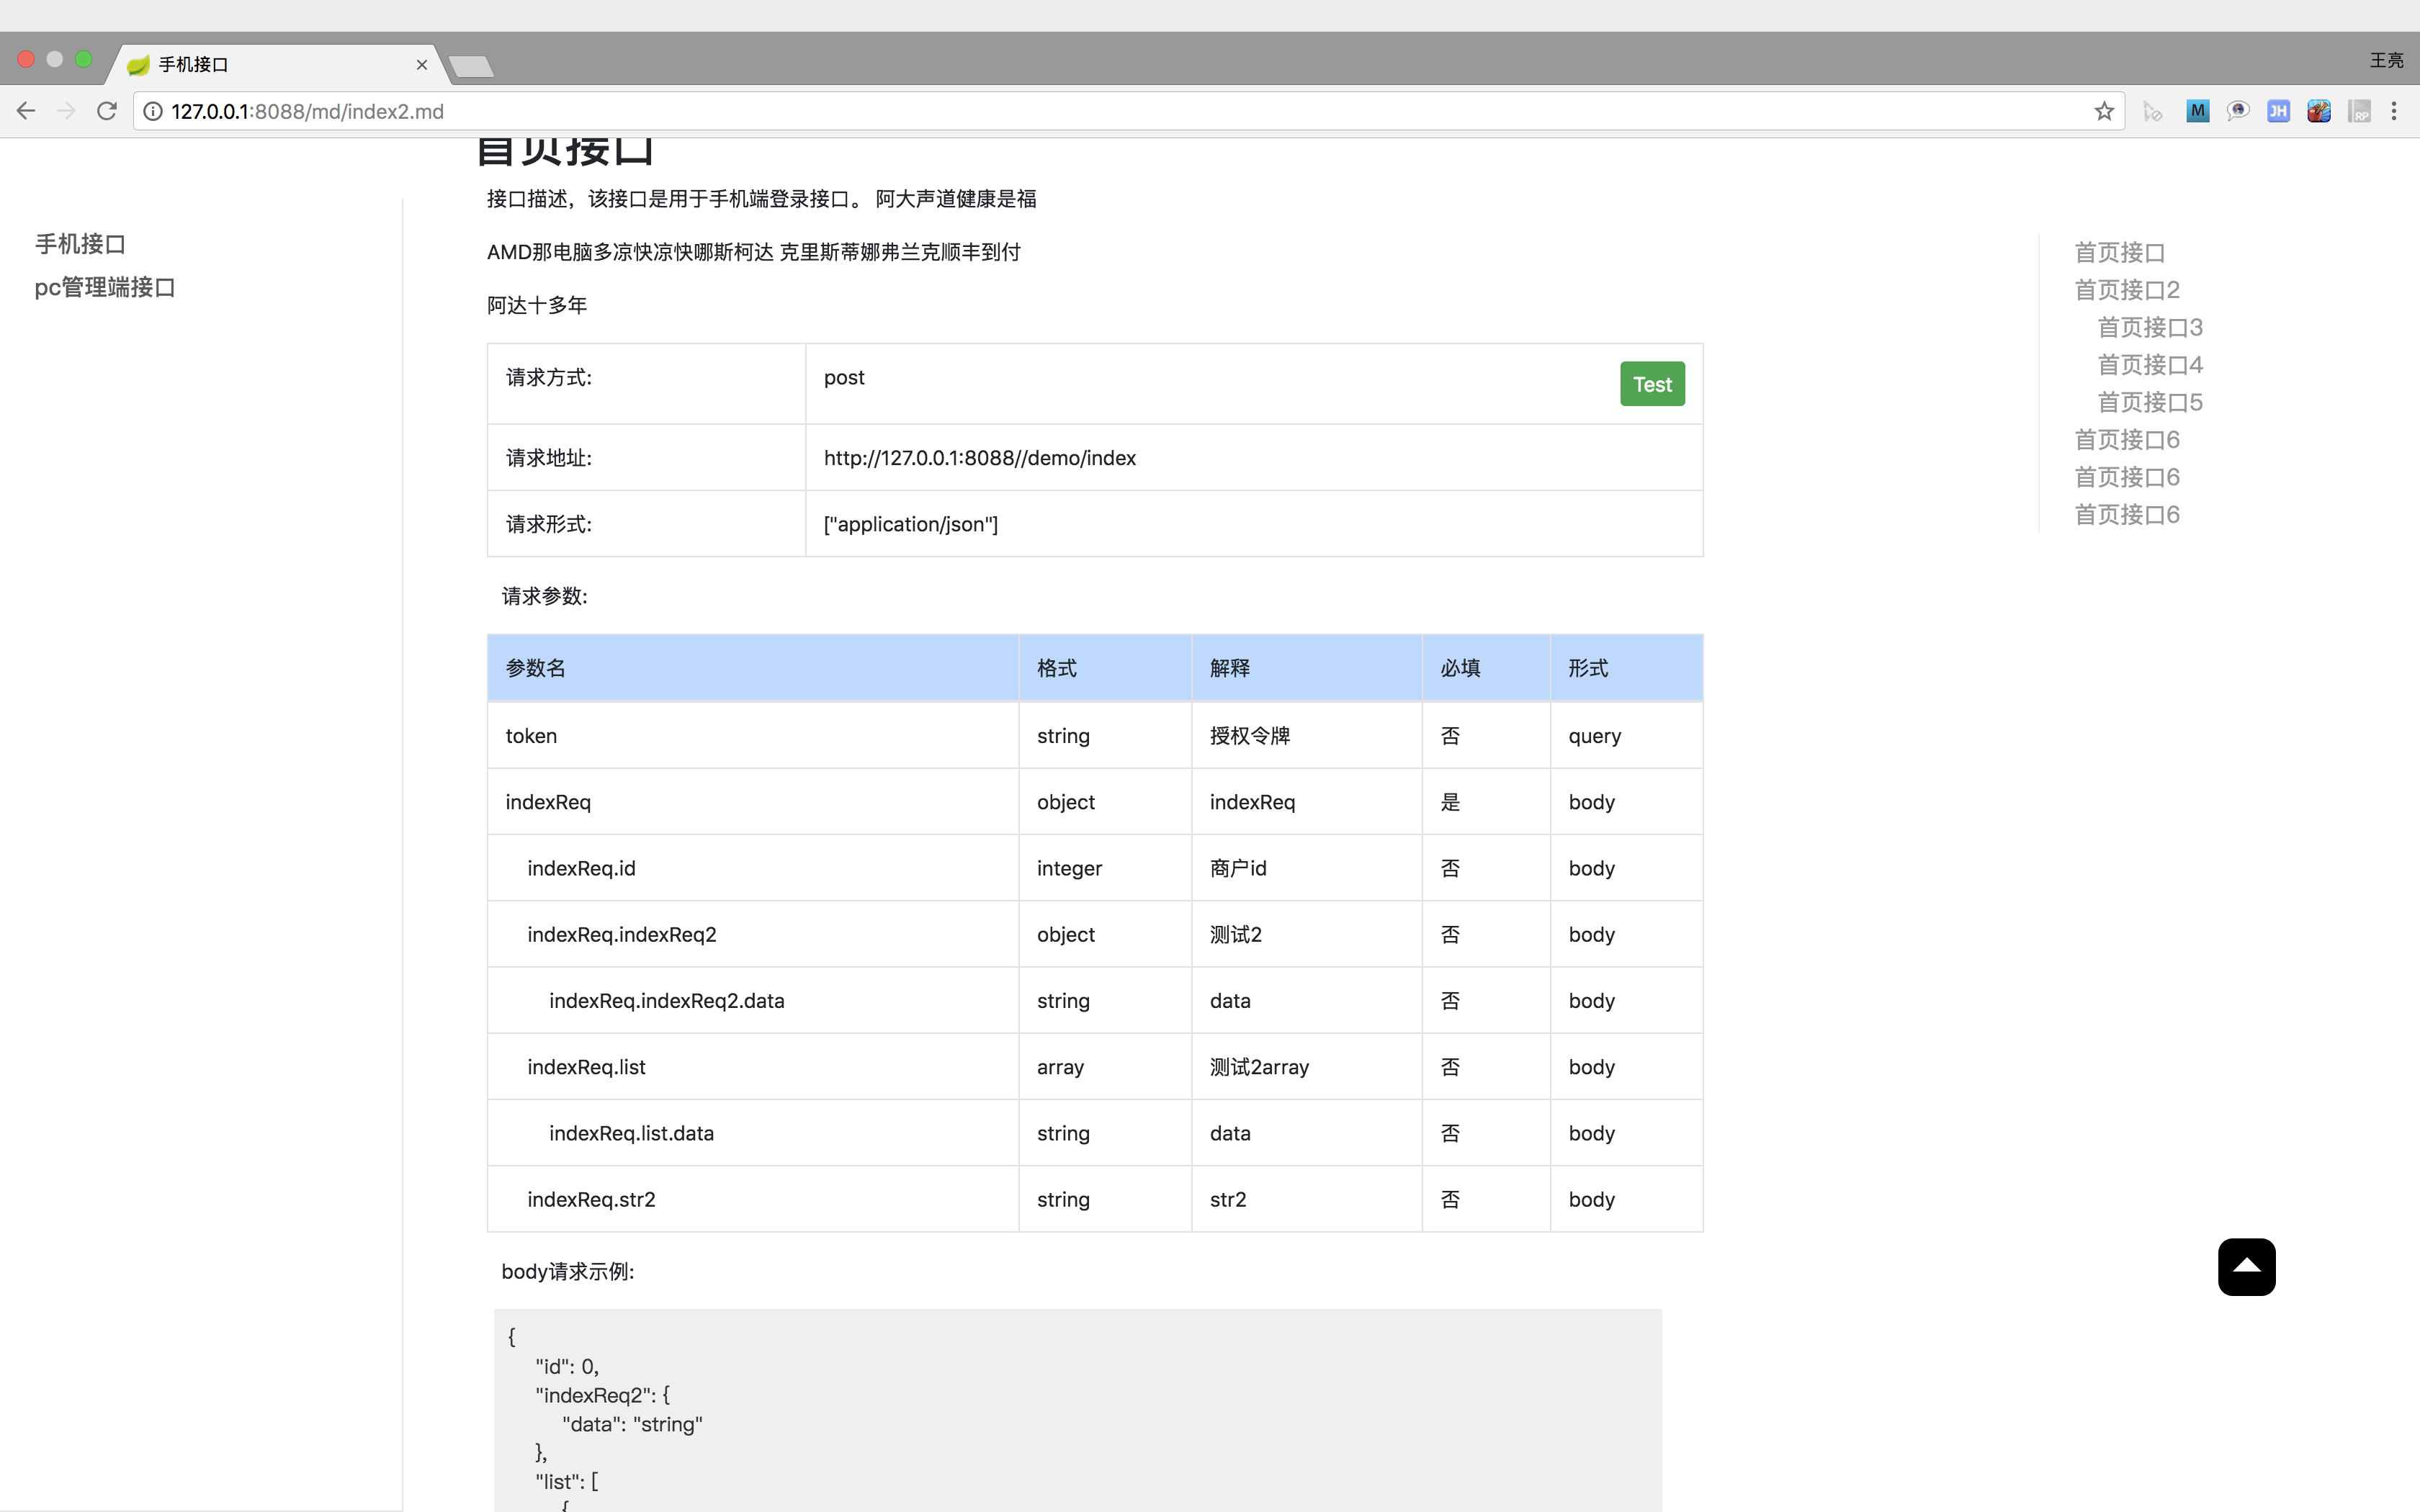 手机接口
王亮
127.0.0.1:8088/md/index2.md
M
JH
RP
首页接口
手机接口
pc管理端接口
接口描述，该接口是用于手机端登录接口。 阿大声道健康是福
AMD那电脑多凉快凉快哪斯柯达 克里斯蒂娜弗兰克顺丰到付
阿达十多年
请求方式: post Test
请求地址: http://127.0.0.1:8088//demo/index
请求形式: ["application/json"]
请求参数:
参数名 格式 解释 必填 形式
token string 授权令牌 否 query
indexReq object indexReq 是 body
indexReq.id integer 商户id 否 body
indexReq.indexReq2 object 测试2 否 body
indexReq.indexReq2.data string data 否 body
indexReq.list array 测试2array 否 body
indexReq.list.data string data 否 body
indexReq.str2 string str2 否 body
body请求示例:
{
"id": 0,
"indexReq2": {
"data": "string"
},
"list": [
{
首页接口
首页接口2
首页接口3
首页接口4
首页接口5
首页接口6
首页接口6
首页接口6